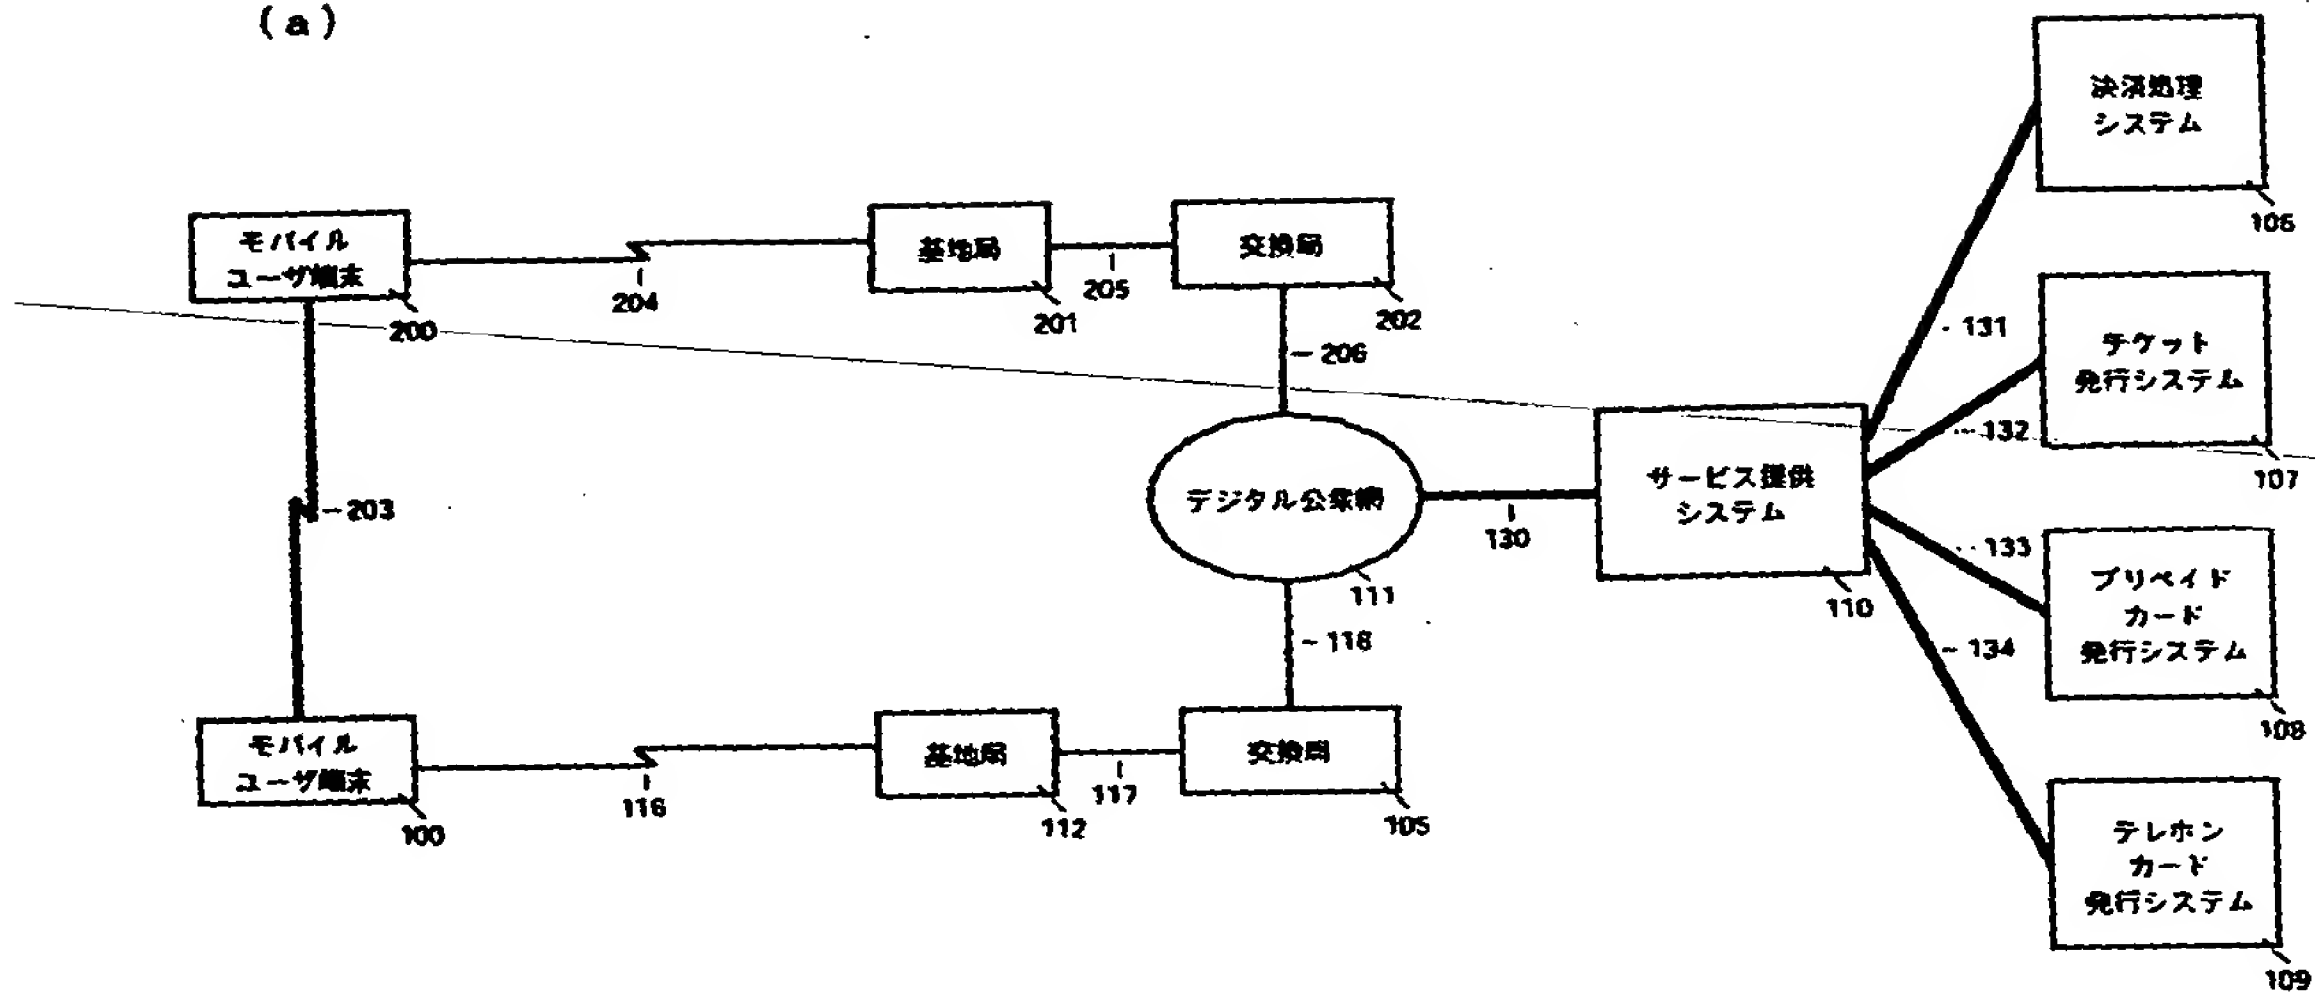 (a)
決済処理
システム
106
モバイル
ユーザ端末
200
204
基地局
201
205
交換局
202
206
131
チケット
発行システム
107
132
203
デジタル公衆網
111
130
サービス提供
システム
110
133
プリペイド
カード
発行システム
108
118
134
モバイル
ユーザ端末
100
116
基地局
112
117
交換局
105
テレホン
カード
発行システム
109